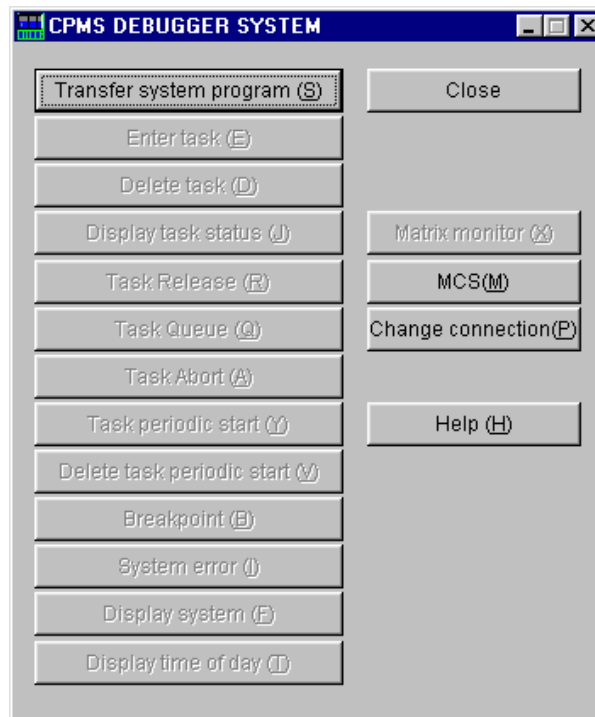 CPMS DEBUGGER SYSTEM
Transfer system program (S)
Close
Enter task (E)
Delete task (D)
Display task status (J)
Matrix monitor (X)
Task Release (R)
MCS(M)
Task Queue (Q)
Change connection(P)
Task Abort (A)
Task periodic start (Y)
Help (H)
Delete task periodic start (V)
Breakpoint (B)
System error (I)
Display system (F)
Display time of day (T)